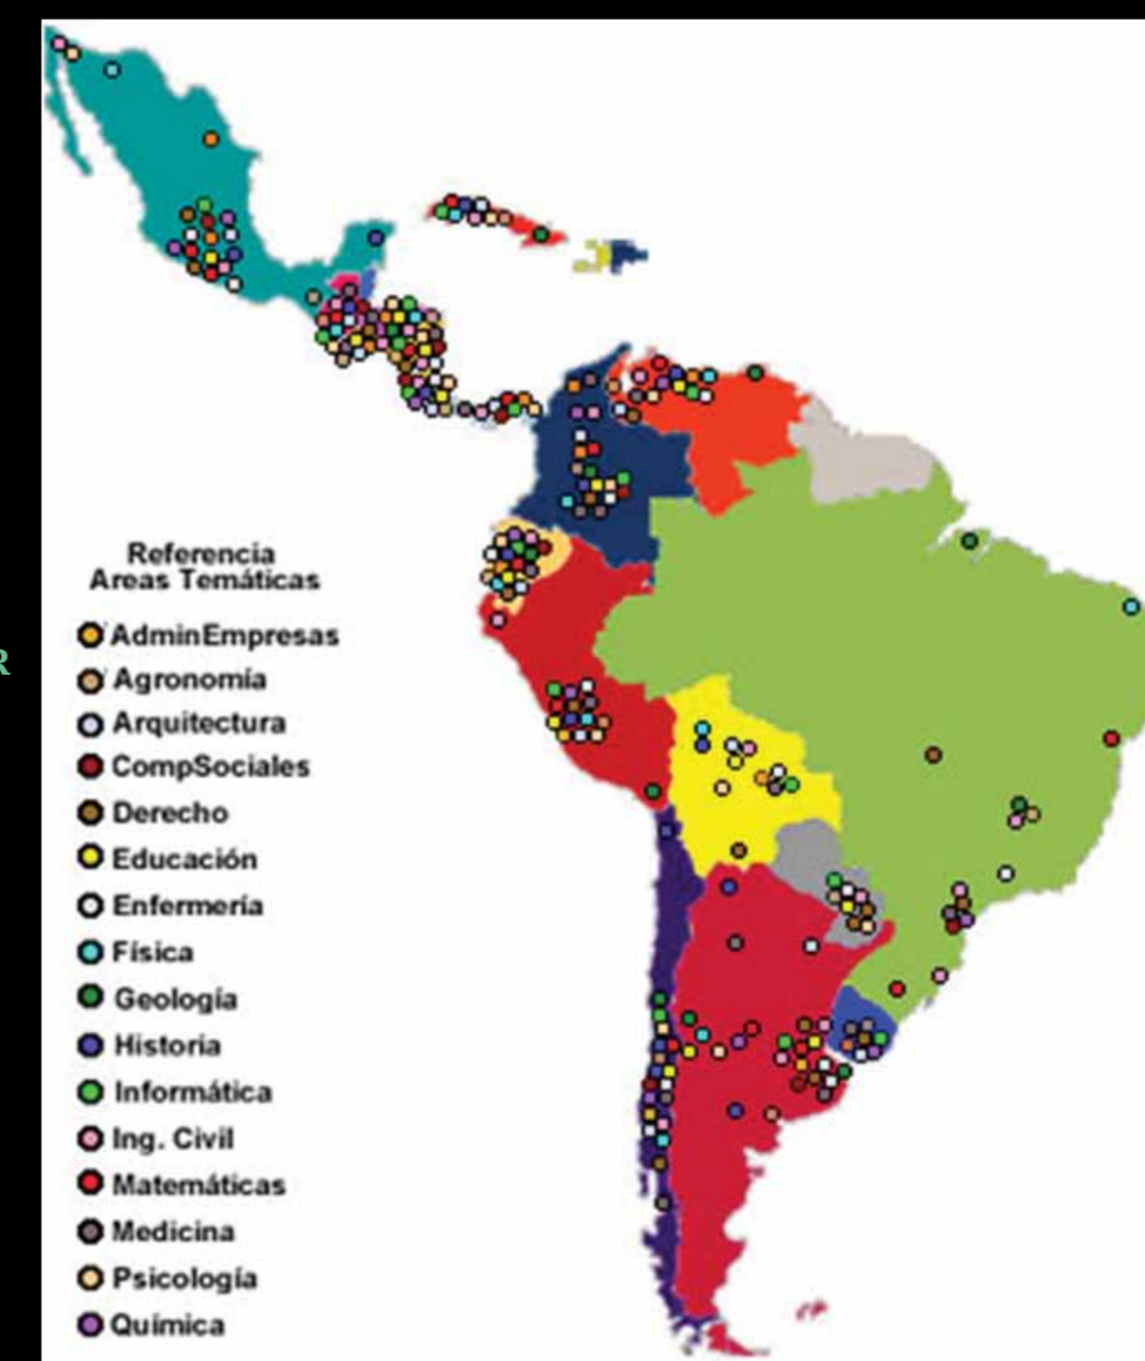 R
Referencia
Areas Temáticas
AdminEmpresas
Agronomía
Arquitectura
CompSociales
Derecho
Educación
Enfermería
Física
Geología
Historia
Informática
Ing. Civil
Matemáticas
Medicina
Psicología
Química